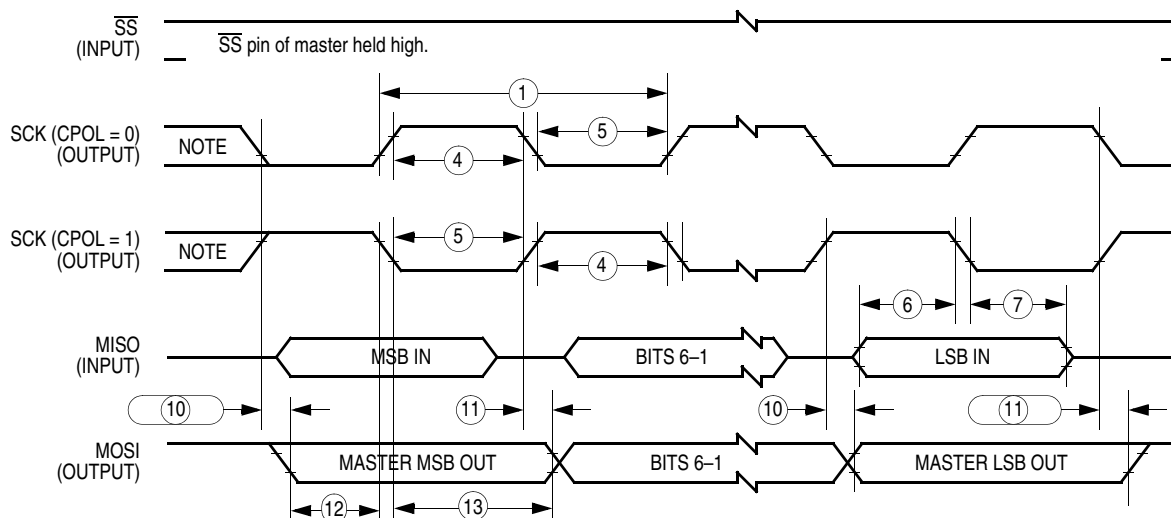 SS
(INPUT)
SS pin of master held high.
1
SCK (CPOL = 0)
(OUTPUT)
NOTE
5
4
SCK (CPOL = 1)
(OUTPUT)
NOTE
5
4
6
7
MISO
(INPUT)
MSB IN
BITS 6–1
LSB IN
10
11
10
11
MOSI
(OUTPUT)
MASTER MSB OUT
BITS 6–1
MASTER LSB OUT
12
13